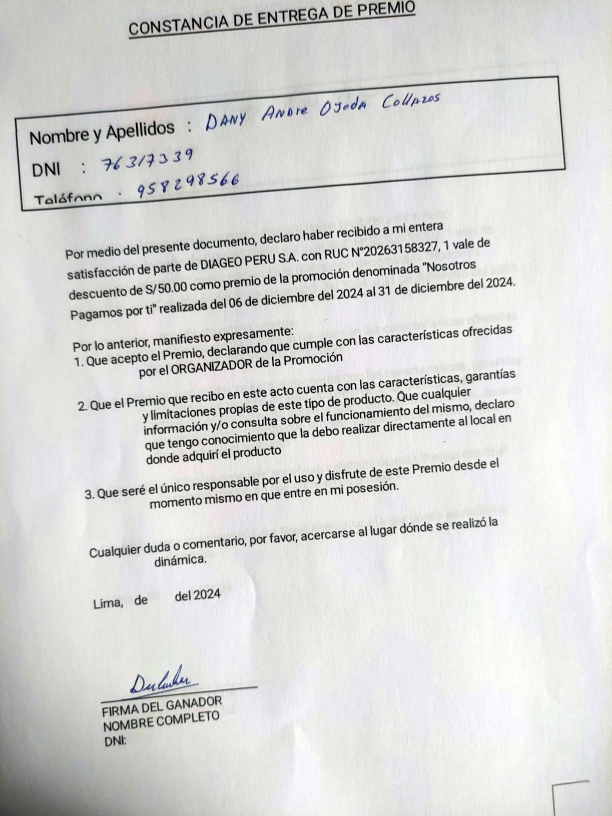 CONSTANCIA DE ENTREGA DE PREMIO
Nombre y Apellidos : DANY ANDRE OJEDA COLLAZOS
DNI : 76317339
Teléfono : 958298566
Por medio del presente documento, declaro haber recibido a mi entera
satisfacción de parte de DIAGEO PERU S.A. con RUC N°20263158327, 1 vale de
descuento de S/50.00 como premio de la promoción denominada "Nosotros
Pagamos por ti" realizada del 06 de diciembre del 2024 al 31 de diciembre del 2024.
Por lo anterior, manifiesto expresamente:
1. Que acepto el Premio, declarando que cumple con las características ofrecidas
por el ORGANIZADOR de la Promoción
2. Que el Premio que recibo en este acto cuenta con las características, garantías
y limitaciones propias de este tipo de producto. Que cualquier
información y/o consulta sobre el funcionamiento del mismo, declaro
que tengo conocimiento que la debo realizar directamente al local en
donde adquirí el producto
3. Que seré el único responsable por el uso y disfrute de este Premio desde el
momento mismo en que entre en mi posesión.
Cualquier duda o comentario, por favor, acercarse al lugar dónde se realizó la
dinámica.
Lima, de del 2024
FIRMA DEL GANADOR
NOMBRE COMPLETO
DNI: